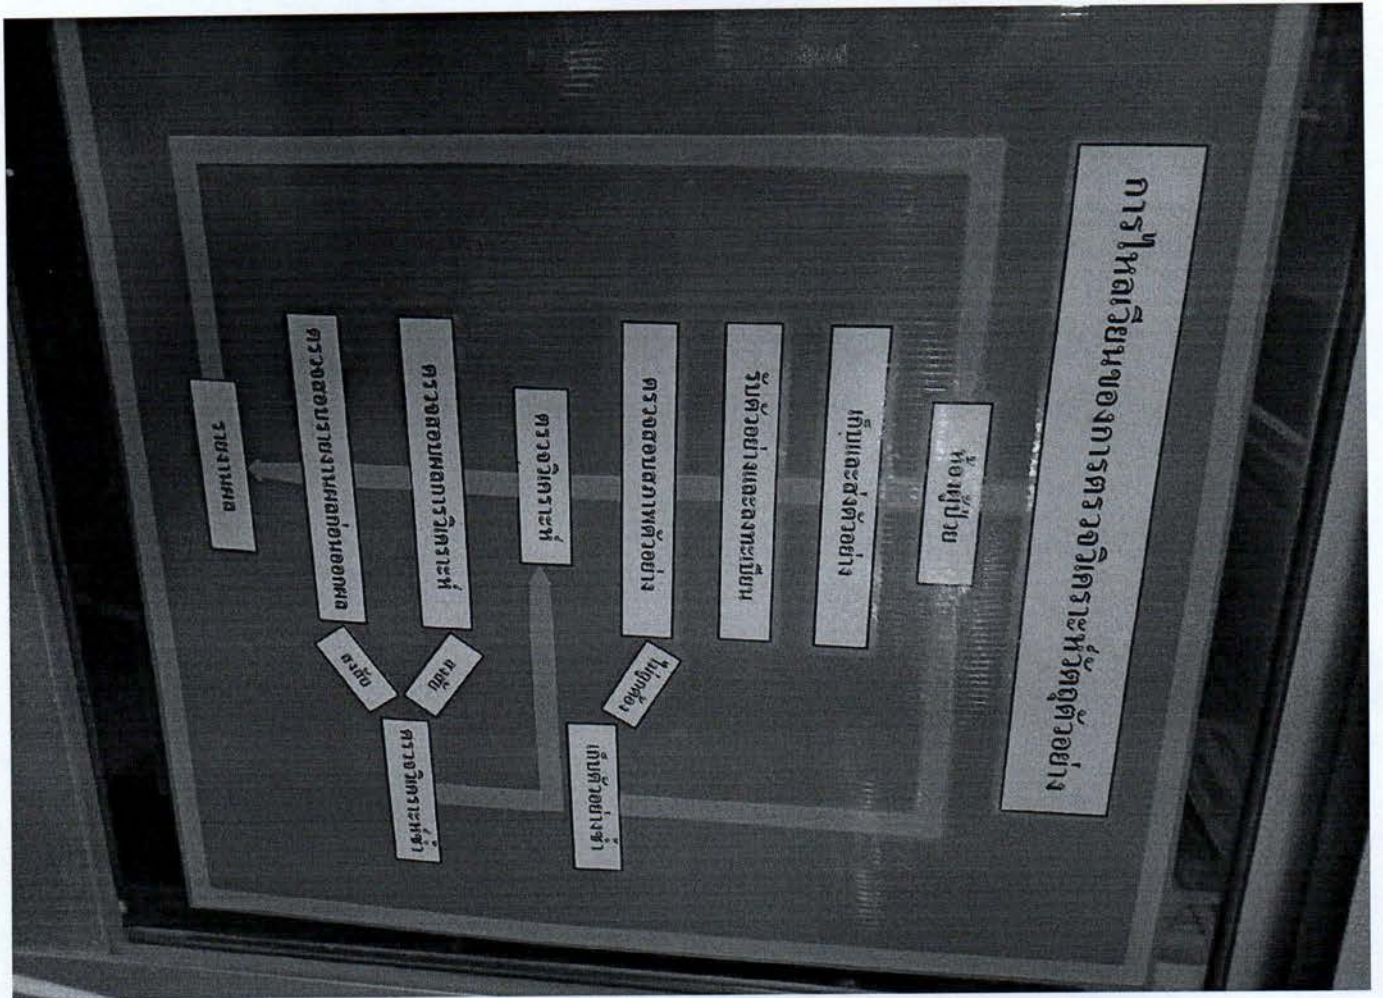 การไหลเวียนของการตรวจวิเคราะห์วัตถุตัวอย่าง
หอผู้ป่วย
เก็บและส่งตัวอย่าง
รับตัวอย่างและลงทะเบียน
ตรวจสอบสภาพตัวอย่าง
ไม่ถูกต้อง
เก็บตัวอย่างซ้ำ
ตรวจวิเคราะห์
ตรวจสอบผลการวิเคราะห์
สงสัย
ตรวจวิเคราะห์ซ้ำ
ตรวจสอบรายงานผลก่อนออกผล
สงสัย
รายงานผล